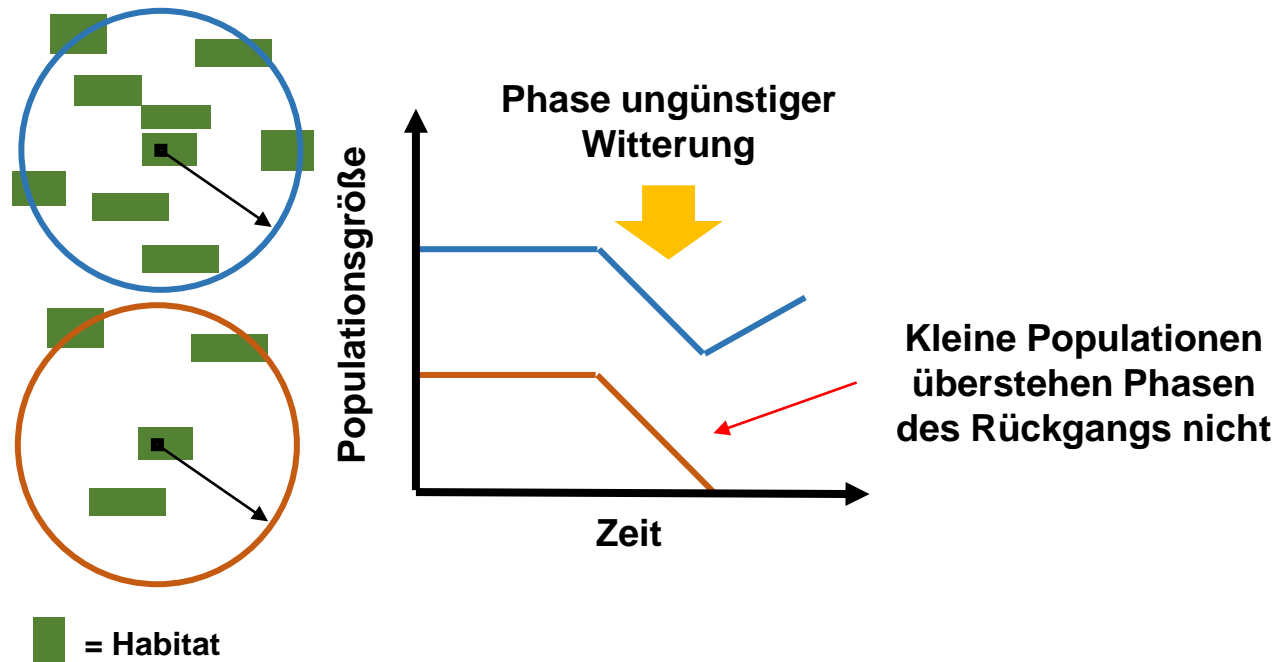 Phase ungünstiger
Witterung
Populationsgröße
Zeit
Kleine Populationen
überstehen Phasen
des Rückgangs nicht
= Habitat